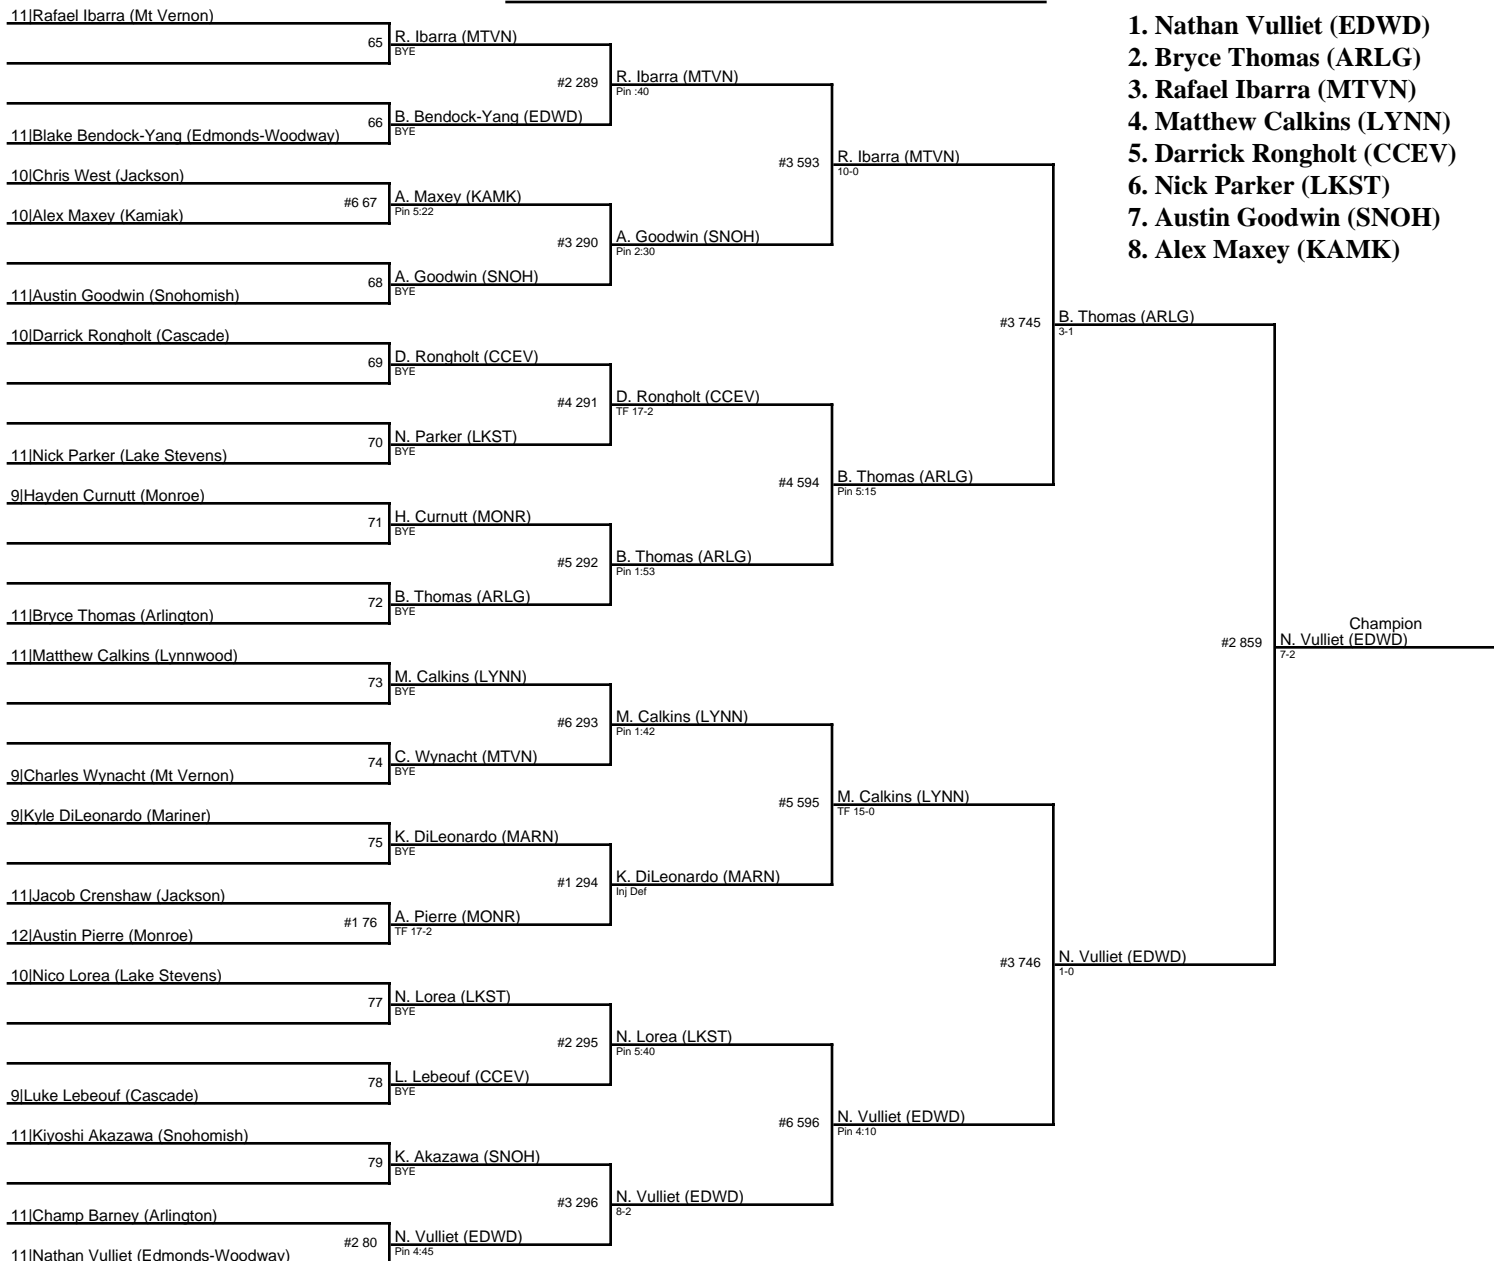 1. Nathan Vulliet (EDWD)
2. Bryce Thomas (ARLG)
3. Rafael Ibarra (MTVN)
4. Matthew Calkins (LYNN)
5. Darrick Rongholt (CCEV)
6. Nick Parker (LKST)
7. Austin Goodwin (SNOH)
8. Alex Maxey (KAMK)
11|Rafael Ibarra (Mt Vernon)
11|Blake Bendock-Yang (Edmonds-Woodway)
10|Chris West (Jackson)
10|Alex Maxey (Kamiak)
11|Austin Goodwin (Snohomish)
10|Darrick Rongholt (Cascade)
11|Nick Parker (Lake Stevens)
9|Hayden Curnutt (Monroe)
11|Bryce Thomas (Arlington)
11|Matthew Calkins (Lynnwood)
9|Charles Wynacht (Mt Vernon)
9|Kyle DiLeonardo (Mariner)
11|Jacob Crenshaw (Jackson)
12|Austin Pierre (Monroe)
10|Nico Lorea (Lake Stevens)
9|Luke Lebeouf (Cascade)
11|Kiyoshi Akazawa (Snohomish)
11|Champ Barney (Arlington)
11|Nathan Vulliet (Edmonds-Woodway)
65 R. Ibarra (MTVN)
BYE
66 B. Bendock-Yang (EDWD)
BYE
#6 67 A. Maxey (KAMK)
Pin 5:22
68 A. Goodwin (SNOH)
BYE
69 D. Rongholt (CCEV)
BYE
70 N. Parker (LKST)
BYE
71 H. Curnutt (MONR)
BYE
72 B. Thomas (ARLG)
BYE
73 M. Calkins (LYNN)
BYE
74 C. Wynacht (MTVN)
BYE
75 K. DiLeonardo (MARN)
BYE
#1 76 A. Pierre (MONR)
TF 17-2
77 N. Lorea (LKST)
BYE
78 L. Lebeouf (CCEV)
BYE
79 K. Akazawa (SNOH)
BYE
#2 80 N. Vulliet (EDWD)
Pin 4:45
#2 289 R. Ibarra (MTVN)
Pin :40
#3 290 A. Goodwin (SNOH)
Pin 2:30
#4 291 D. Rongholt (CCEV)
TF 17-2
#5 292 B. Thomas (ARLG)
Pin 1:53
#6 293 M. Calkins (LYNN)
Pin 1:42
#1 294 K. DiLeonardo (MARN)
Inj Def
#2 295 N. Lorea (LKST)
Pin 5:40
#3 296 N. Vulliet (EDWD)
8-2
#3 593 R. Ibarra (MTVN)
10-0
#4 594 B. Thomas (ARLG)
Pin 5:15
#5 595 M. Calkins (LYNN)
TF 15-0
#6 596 N. Vulliet (EDWD)
Pin 4:10
#3 745 B. Thomas (ARLG)
3-1
#3 746 N. Vulliet (EDWD)
1-0
Champion
#2 859 N. Vulliet (EDWD)
7-2